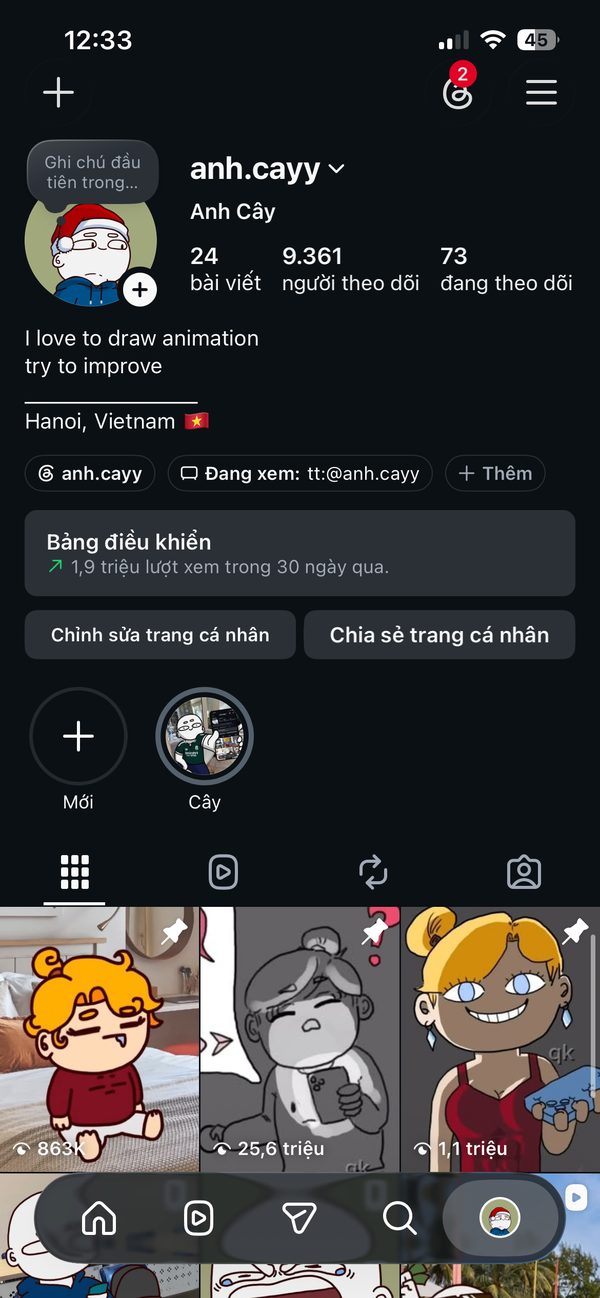 12:33
45
2
Ghi chú đầu
tiên trong...
anh.cayy
Anh Cây
24 9.361 73
bài viết người theo dõi đang theo dõi
I love to draw animation
try to improve
Hanoi, Vietnam 🇻🇳
anh.cayy Đang xem: tt:@anh.cayy + Thêm
Bảng điều khiển
1,9 triệu lượt xem trong 30 ngày qua.
Chỉnh sửa trang cá nhân Chia sẻ trang cá nhân
Mới Cây
?
qk
863K 25,6 triệu 1,1 triệu
qk